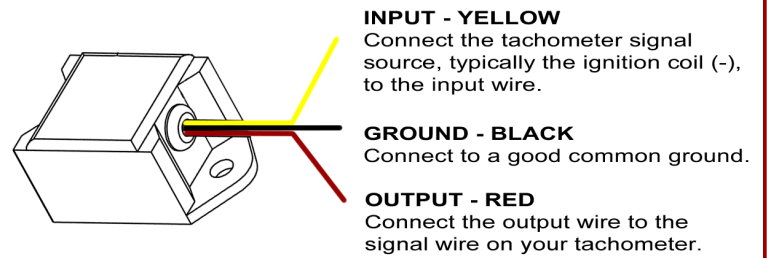 INPUT - YELLOW
Connect the tachometer signal
source, typically the ignition coil (-),
to the input wire.
GROUND - BLACK
Connect to a good common ground.
OUTPUT - RED
Connect the output wire to the
signal wire on your tachometer.